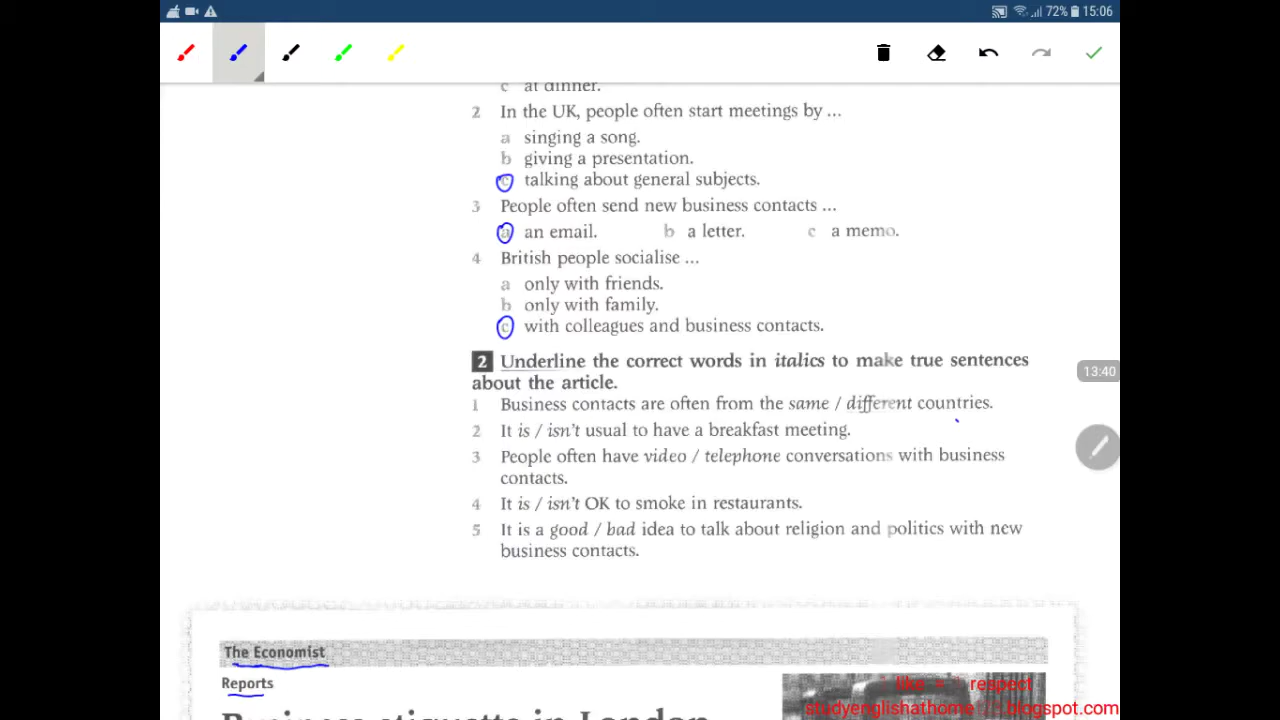 72% 15:06
c at dinner.
2 In the UK, people often start meetings by ...
a singing a song.
b giving a presentation.
c talking about general subjects.
3 People often send new business contacts ...
a an email. b a letter. c a memo.
4 British people socialise ...
a only with friends.
b only with family.
c with colleagues and business contacts.
2 Underline the correct words in italics to make true sentences
about the article.
13:40
1 Business contacts are often from the same / different countries.
2 It is / isn't usual to have a breakfast meeting.
3 People often have video / telephone conversations with business
contacts.
4 It is / isn't OK to smoke in restaurants.
5 It is a good / bad idea to talk about religion and politics with new
business contacts.
The Economist
Reports
like = respect
Business etiquette in London
studyenglishathome .blogspot.com